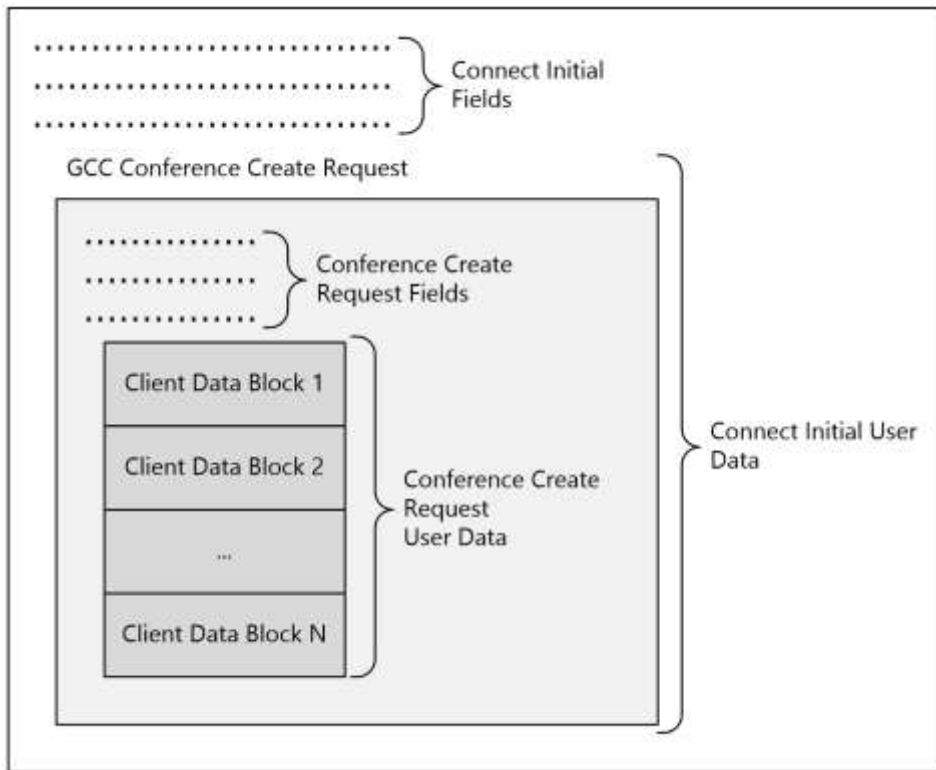 Connect Initial
Fields
GCC Conference Create Request
Conference Create
Request Fields
Client Data Block 1
Client Data Block 2
...
Client Data Block N
Conference Create
Request
User Data
Connect Initial User
Data